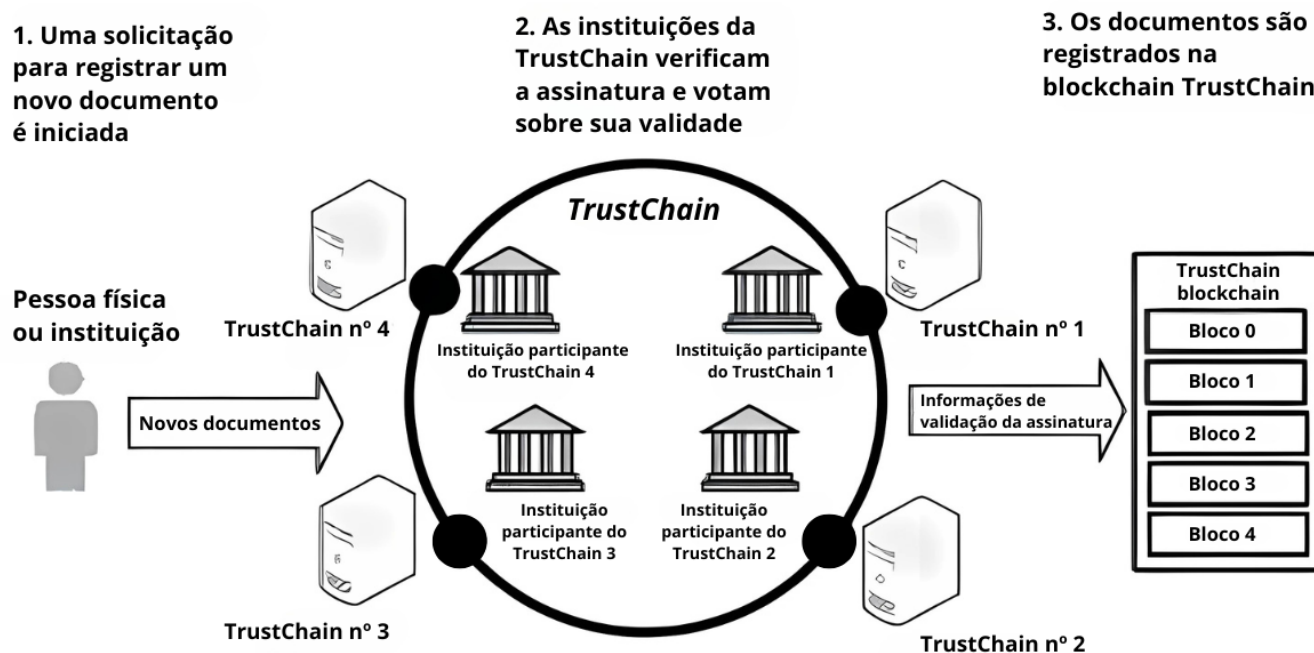 1. Uma solicitação
para registrar um
novo documento
é iniciada
2. As instituições da
TrustChain verificam
a assinatura e votam
sobre sua validade
3. Os documentos são
registrados na
blockchain TrustChain
Pessoa física
ou instituição
Novos documentos
TrustChain
TrustChain nº 4
Instituição participante
do TrustChain 4
Instituição participante
do TrustChain 1
TrustChain nº 1
Instituição
participante do
TrustChain 3
Instituição
participante do
TrustChain 2
TrustChain nº 3
TrustChain nº 2
Informações de
validação da assinatura
TrustChain
blockchain
Bloco 0
Bloco 1
Bloco 2
Bloco 3
Bloco 4